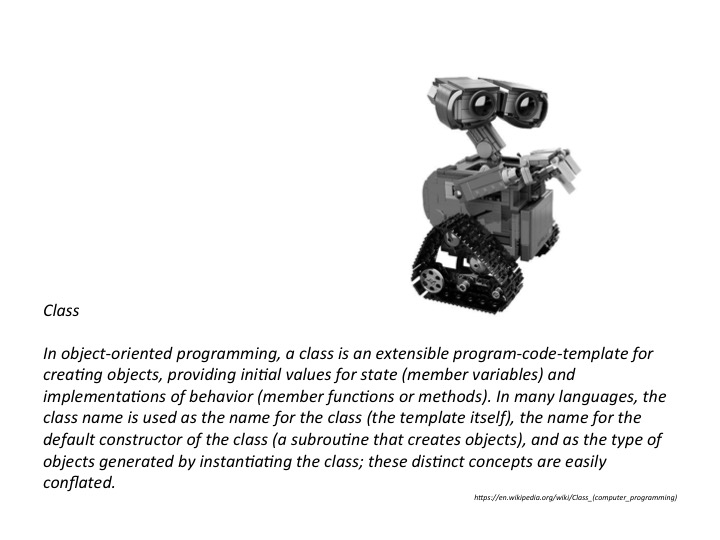 Class
In object-oriented programming, a class is an extensible program-code-template for
creating objects, providing initial values for state (member variables) and
implementations of behavior (member functions or methods). In many languages, the
class name is used as the name for the class (the template itself), the name for the
default constructor of the class (a subroutine that creates objects), and as the type of
objects generated by instantiating the class; these distinct concepts are easily
conflated.
https://en.wikipedia.org/wiki/Class_(computer_programming)